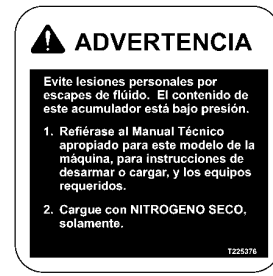 ADVERTENCIA
Evite lesiones personales por
escapes de flúido. El contenido de
este acumulador está bajo presión.
1. Refiérase al Manual Técnico
apropiado para este modelo de la
máquina, para instrucciones de
desarmar o cargar, y los equipos
requeridos.
2. Cargue con NITROGENO SECO,
solamente.
T225376